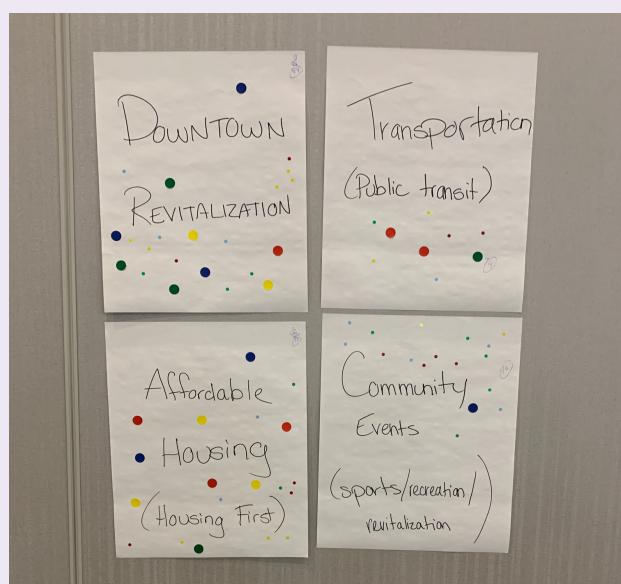 DOWNTOWN
REVITALIZATION
Transportation
(Public transit)
Affordable
Housing
(Housing First)
Community
Events
(sports/recreation/
revitalization)